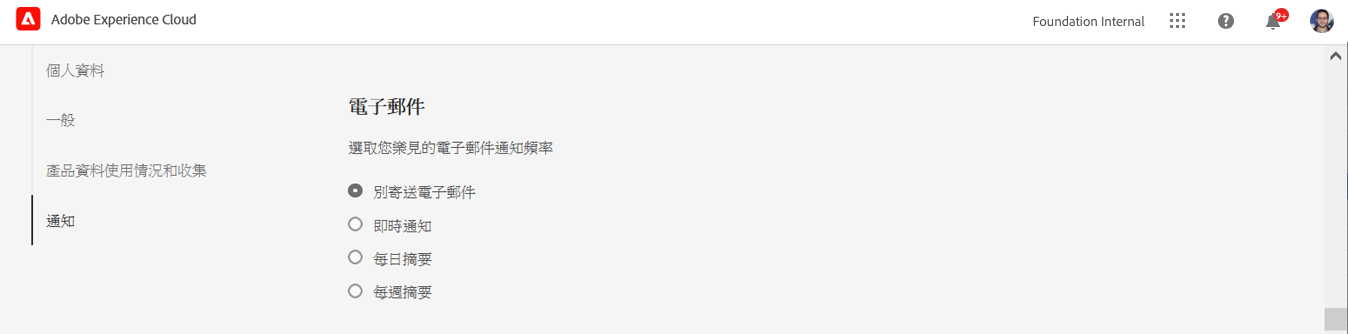 Adobe Experience Cloud
Foundation Internal
9+
個人資料
一般
產品資料使用情況和收集
通知
電子郵件
選取您樂見的電子郵件通知頻率
別寄送電子郵件
即時通知
每日摘要
每週摘要